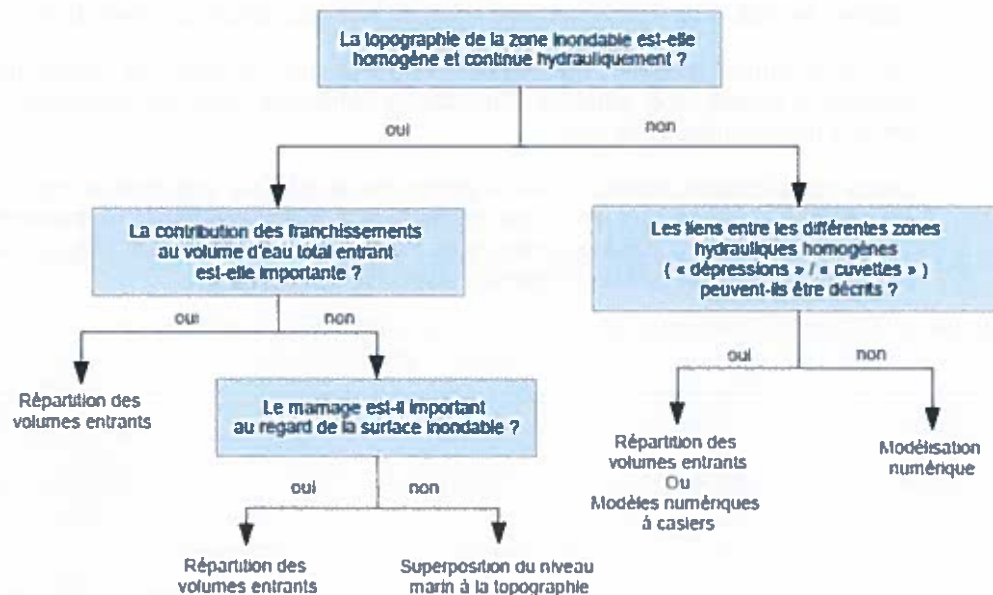 La topographie de la zone inondable est-elle
homogène et continue hydrauliquement ?
oui
non
La contribution des franchissements
au volume d'eau total entrant
est-elle importante ?
Les liens entre les différentes zones
hydrauliques homogènes
( « dépressions » / « cuvettes » )
peuvent-ils être décrits ?
oui
non
oui
non
Répartition des
volumes entrants
Le marnage est-il important
au regard de la surface inondable ?
Répartition des
volumes entrants
Ou
Modèles numériques
à casiers
Modélisation
numérique
oui
non
Répartition des
volumes entrants
Superposition du niveau
marin à la topographie